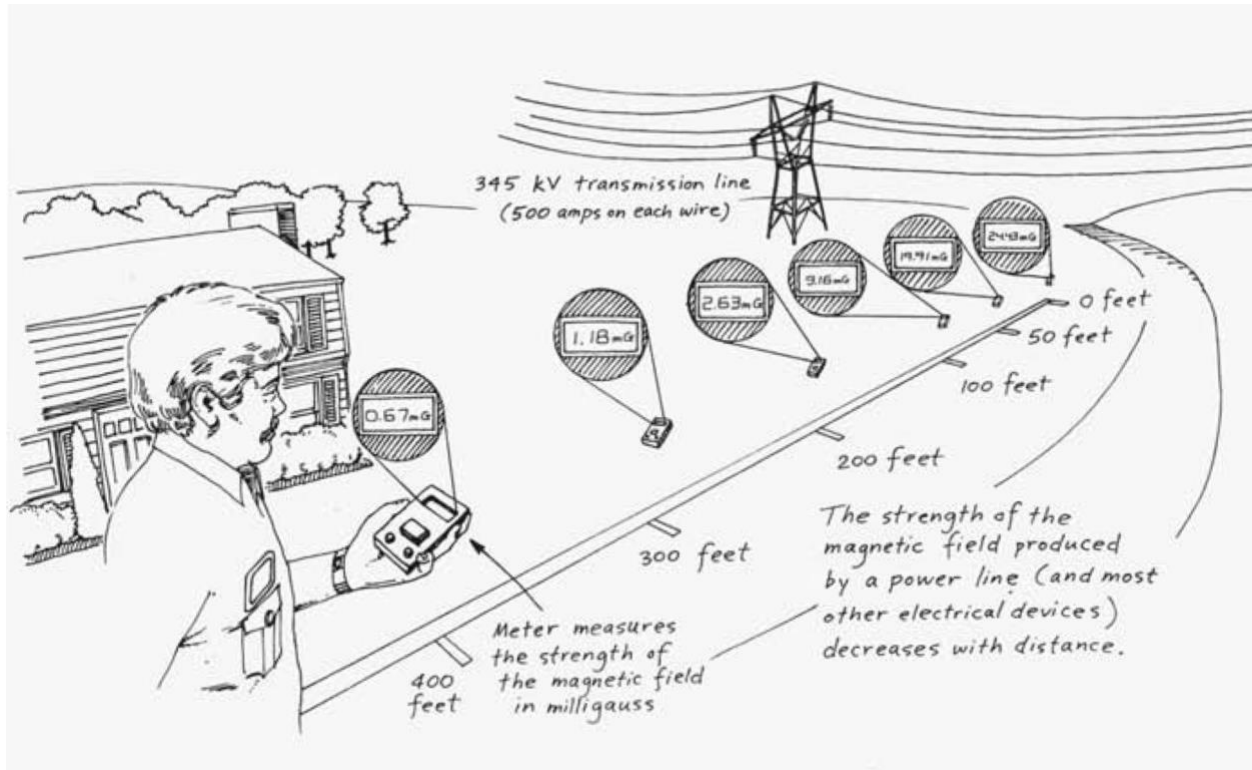 345 kV transmission line
(500 amps on each wire)
24.43mG
19.91mG
9.16mG
2.63mG
1.18mG
0.67mG
0 feet
50 feet
100 feet
200 feet
300 feet
400
feet
The strength of the
magnetic field produced
by a power line (and most
other electrical devices)
decreases with distance.
Meter measures
the strength of
the magnetic field
in milligauss